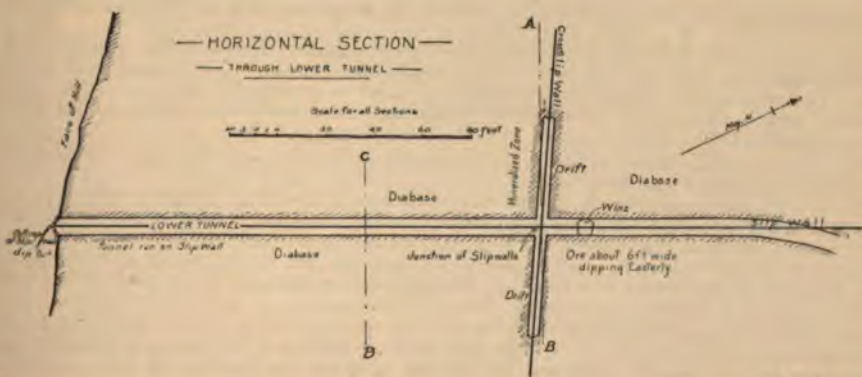 A
— HORIZONTAL SECTION —
— THROUGH LOWER TUNNEL —
Scale for all Sections
20 40 60 80 feet
Face of Hill
C
Cross Slip Wall
Mag. N
Mineralized Zone
Drift
Diabase
Diabase
Winz
LOWER TUNNEL
Slip Wall
dip
Tunnel run on Slip Wall
Diabase
Junction of Slipwalls
Ore about 6ft wide
dipping Easterly
Drift
D
B